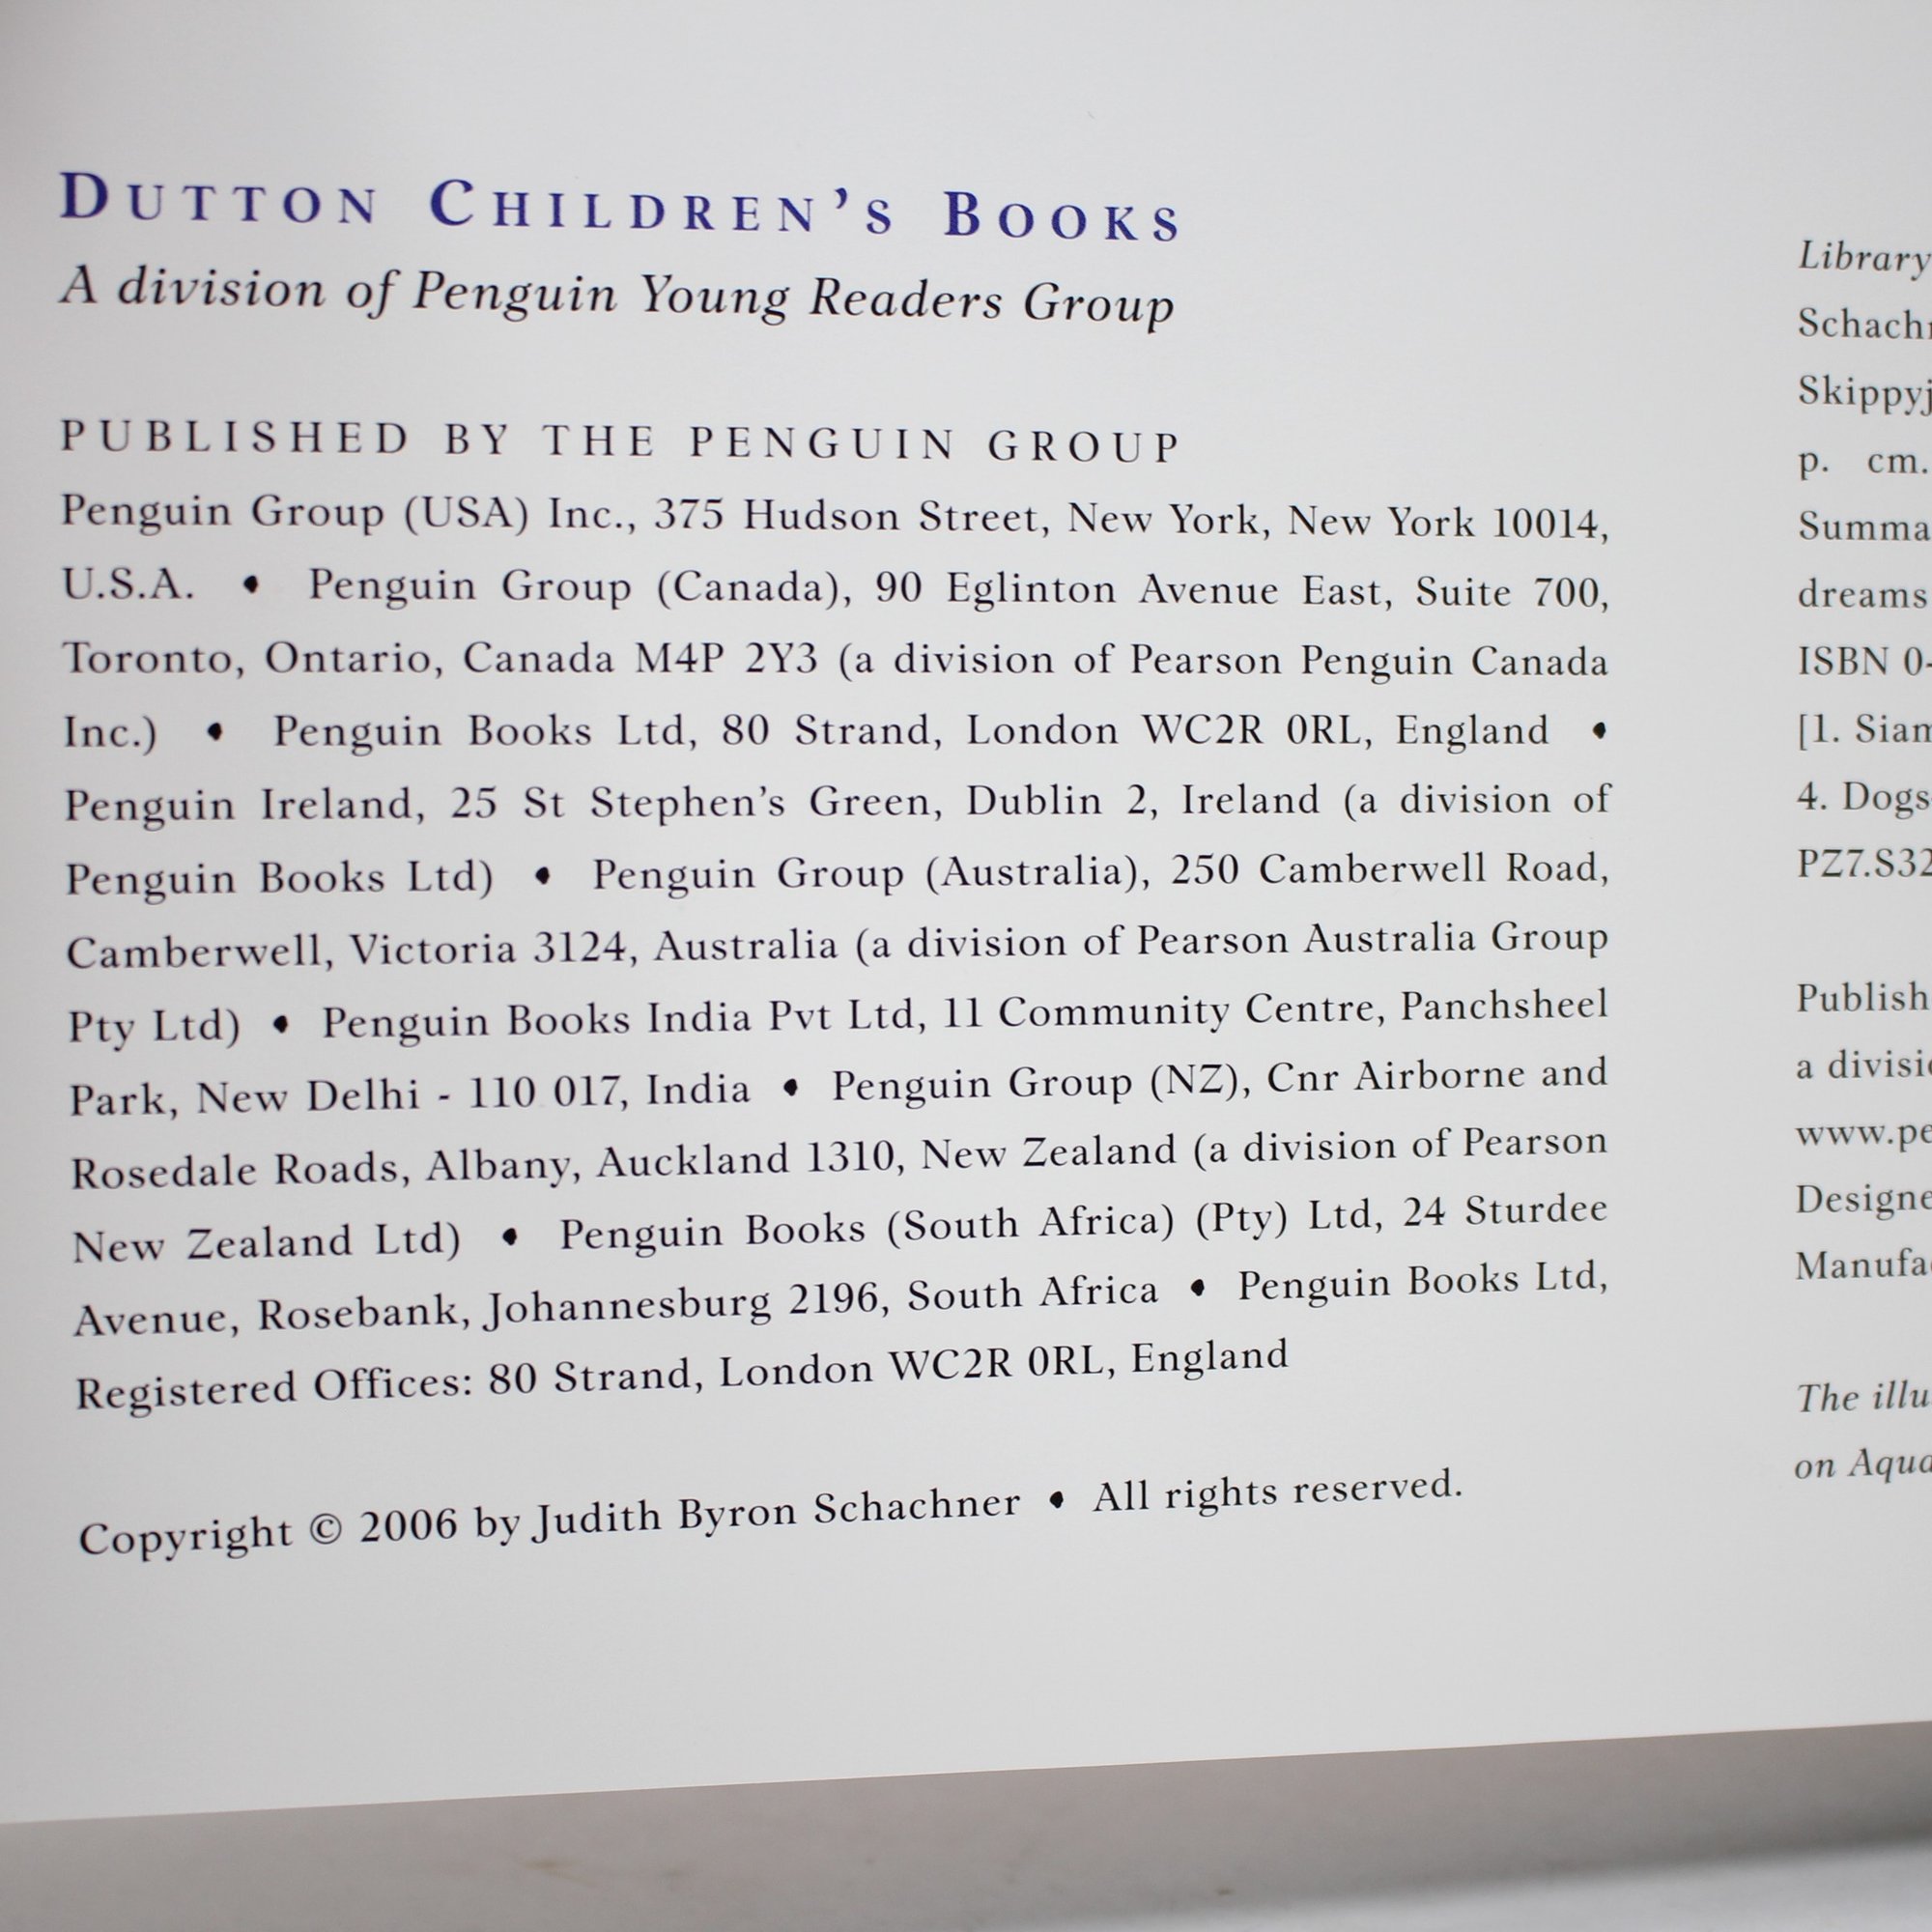 DUTTON CHILDREN'S BOOKS
A division of Penguin Young Readers Group
PUBLISHED BY THE PENGUIN GROUP
Penguin Group (USA) Inc., 375 Hudson Street, New York, New York 10014,
U.S.A. • Penguin Group (Canada), 90 Eglinton Avenue East, Suite 700,
Toronto, Ontario, Canada M4P 2Y3 (a division of Pearson Penguin Canada
Inc.) • Penguin Books Ltd, 80 Strand, London WC2R 0RL, England •
Penguin Ireland, 25 St Stephen's Green, Dublin 2, Ireland (a division of
Penguin Books Ltd) • Penguin Group (Australia), 250 Camberwell Road,
Camberwell, Victoria 3124, Australia (a division of Pearson Australia Group
Pty Ltd) • Penguin Books India Pvt Ltd, 11 Community Centre, Panchsheel
Park, New Delhi - 110 017, India • Penguin Group (NZ), Cnr Airborne and
Rosedale Roads, Albany, Auckland 1310, New Zealand (a division of Pearson
New Zealand Ltd) • Penguin Books (South Africa) (Pty) Ltd, 24 Sturdee
Avenue, Rosebank, Johannesburg 2196, South Africa • Penguin Books Ltd,
Registered Offices: 80 Strand, London WC2R 0RL, England
Copyright © 2006 by Judith Byron Schachner • All rights reserved.
Library
p. cm.
dreams
ISBN 0-
[1.
4. Dogs
a
The
on